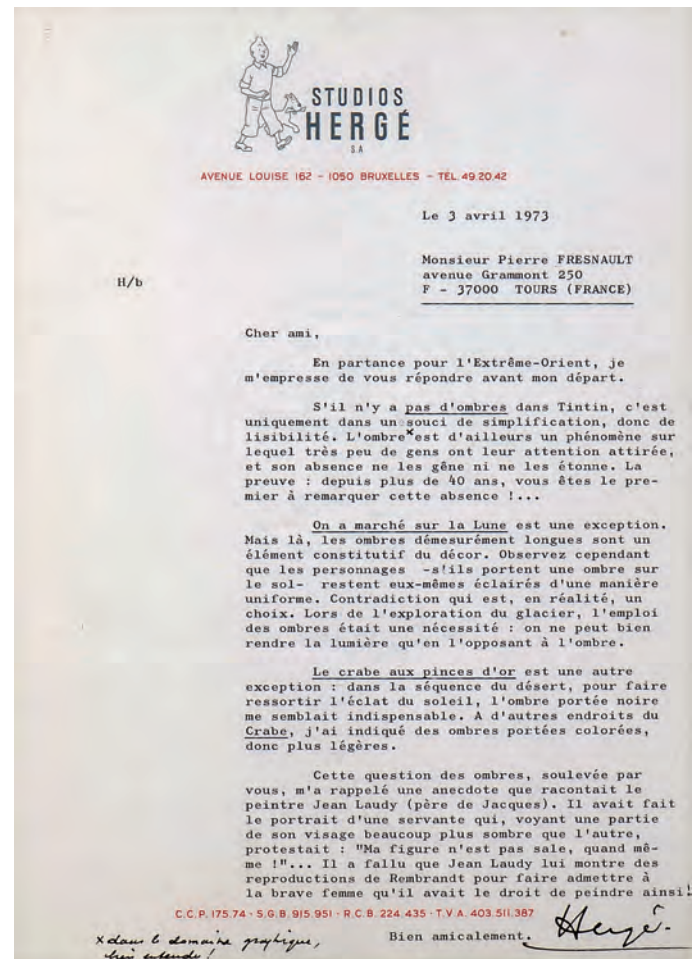 STUDIOS
HERGÉ
S.A
AVENUE LOUISE 162 - 1050 BRUXELLES - TÉL. 49.20.42
Le 3 avril 1973
Monsieur Pierre FRESNAULT
avenue Grammont 250
F - 37000 TOURS (FRANCE)
H/b
Cher ami,
En partance pour l'Extrême-Orient, je
m'empresse de vous répondre avant mon départ.
S'il n'y a pas d'ombres dans Tintin, c'est
uniquement dans un souci de simplification, donc de
lisibilité. L'ombre x est d'ailleurs un phénomène sur
lequel très peu de gens ont leur attention attirée,
et son absence ne les gêne ni ne les étonne. La
preuve : depuis plus de 40 ans, vous êtes le pre-
mier à remarquer cette absence !...
On a marché sur la Lune est une exception.
Mais là, les ombres démesurément longues sont un
élément constitutif du décor. Observez cependant
que les personnages -s'ils portent une ombre sur
le sol- restent eux-mêmes éclairés d'une manière
uniforme. Contradiction qui est, en réalité, un
choix. Lors de l'exploration du glacier, l'emploi
des ombres était une nécessité : on ne peut bien
rendre la lumière qu'en l'opposant à l'ombre.
Le crabe aux pinces d'or est une autre
exception : dans la séquence du désert, pour faire
ressortir l'éclat du soleil, l'ombre portée noire
me semblait indispensable. A d'autres endroits du
Crabe, j'ai indiqué des ombres portées colorées,
donc plus légères.
Cette question des ombres, soulevée par
vous, m'a rappelé une anecdote que racontait le
peintre Jean Laudy (père de Jacques). Il avait fait
le portrait d'une servante qui, voyant une partie
de son visage beaucoup plus sombre que l'autre,
protestait : "Ma figure n'est pas sale, quand mê-
me !"... Il a fallu que Jean Laudy lui montre des
reproductions de Rembrandt pour faire admettre à
la brave femme qu'il avait le droit de peindre ainsi!
C.C.P. 175.74 · S.G.B. 915.951 · R.C.B. 224.435 · T.V.A. 403.511.387
Bien amicalement.
Hergé.
x dans le domaine graphique,
bien entendu !